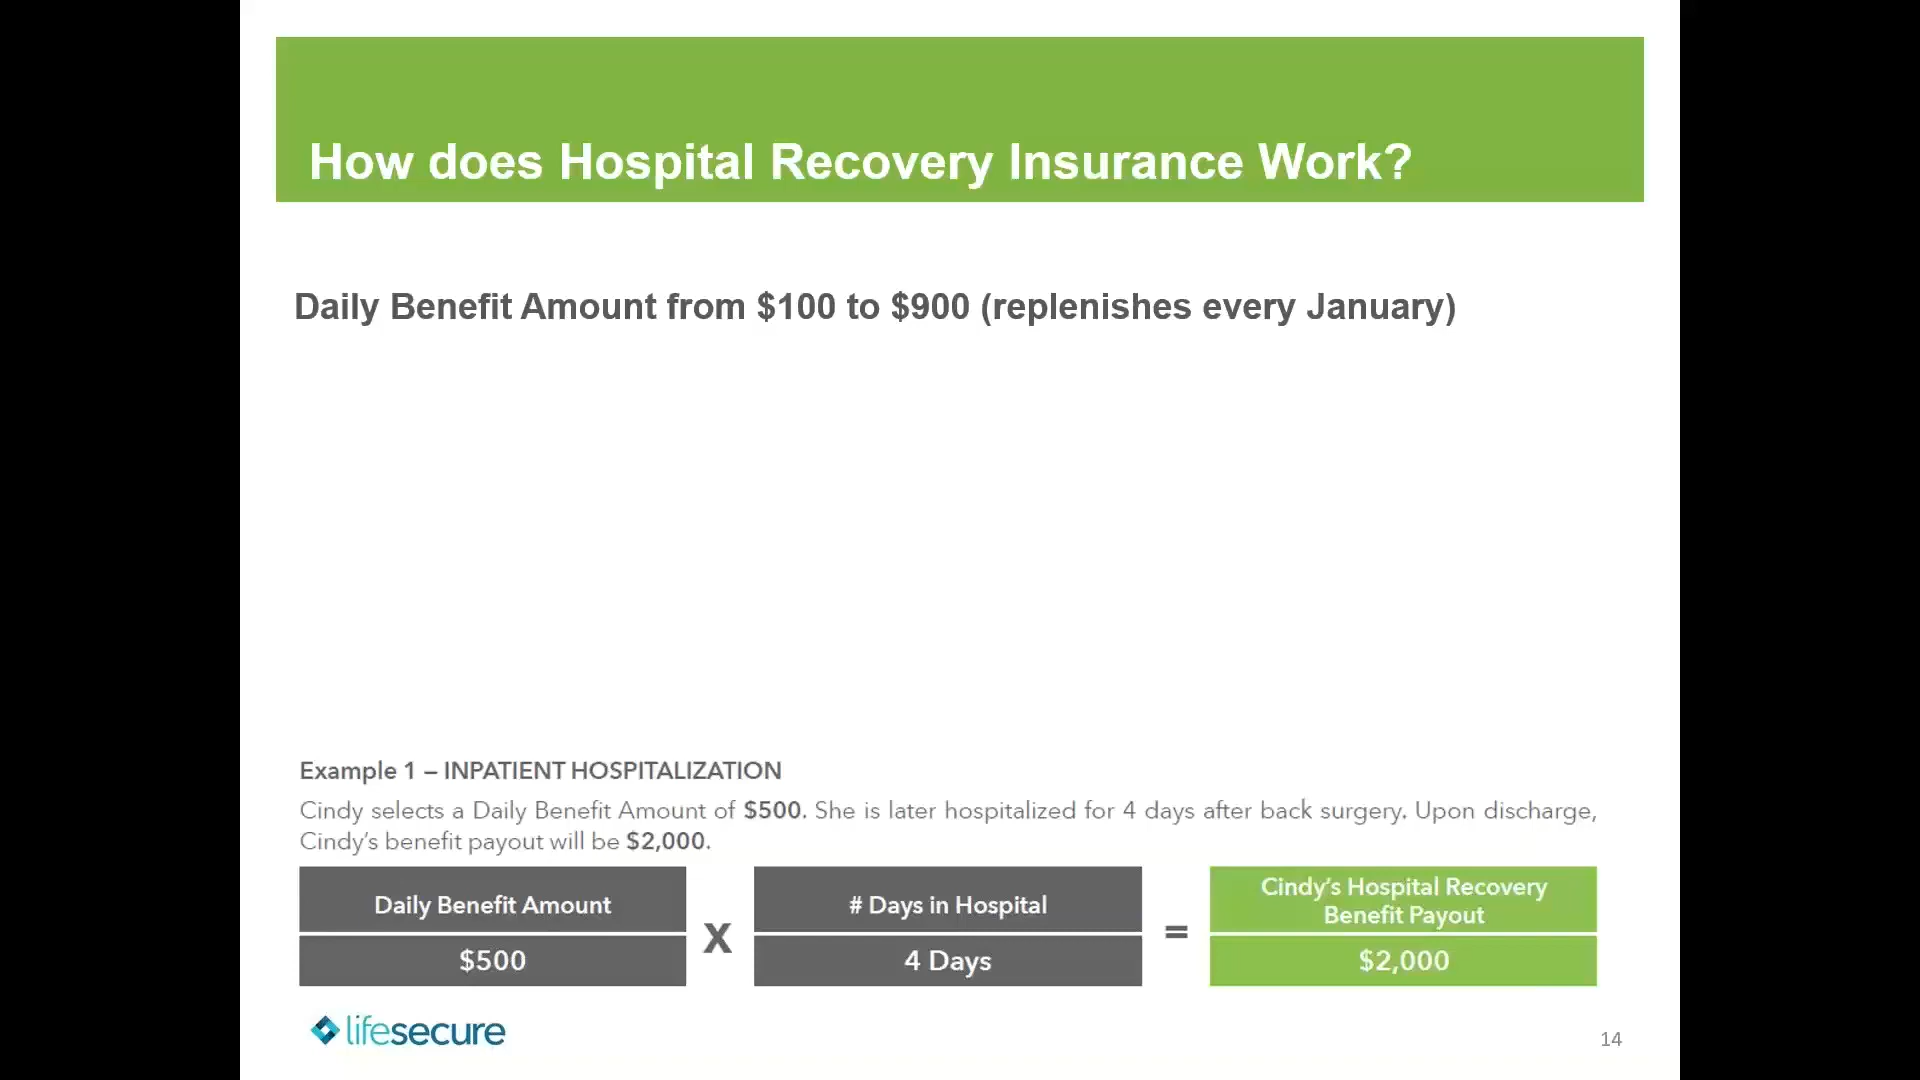 How does Hospital Recovery Insurance Work?
Daily Benefit Amount from $100 to $900 (replenishes every January)
Example 1 – INPATIENT HOSPITALIZATION
Cindy selects a Daily Benefit Amount of $500. She is later hospitalized for 4 days after back surgery. Upon discharge,
Cindy’s benefit payout will be $2,000.
Daily Benefit Amount
$500
X
# Days in Hospital
4 Days
=
Cindy’s Hospital Recovery
Benefit Payout
$2,000
lifesecure
14